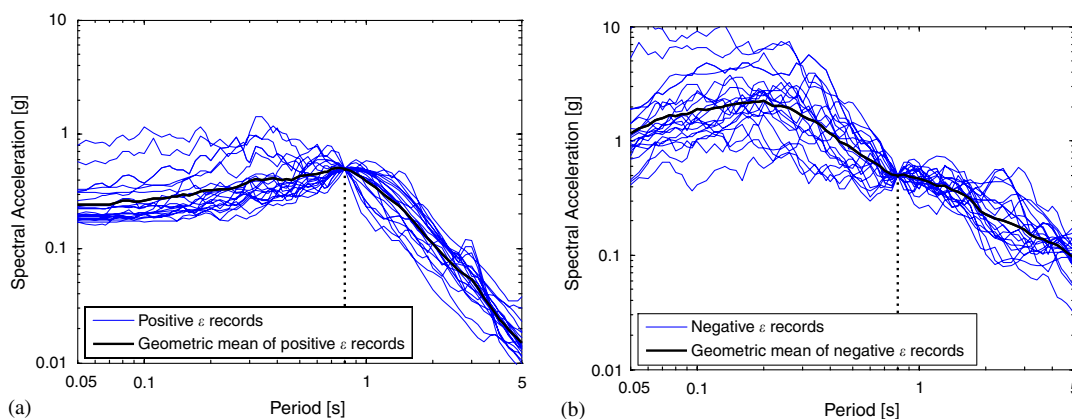 10
1
0.1
0.01
Spectral Acceleration [g]
0.05
0.1
1
5
Period [s]
Positive ε records
Geometric mean of positive ε records
(a)
10
1
0.1
0.01
Spectral Acceleration [g]
0.05
0.1
1
5
Period [s]
Negative ε records
Geometric mean of negative ε records
(b)